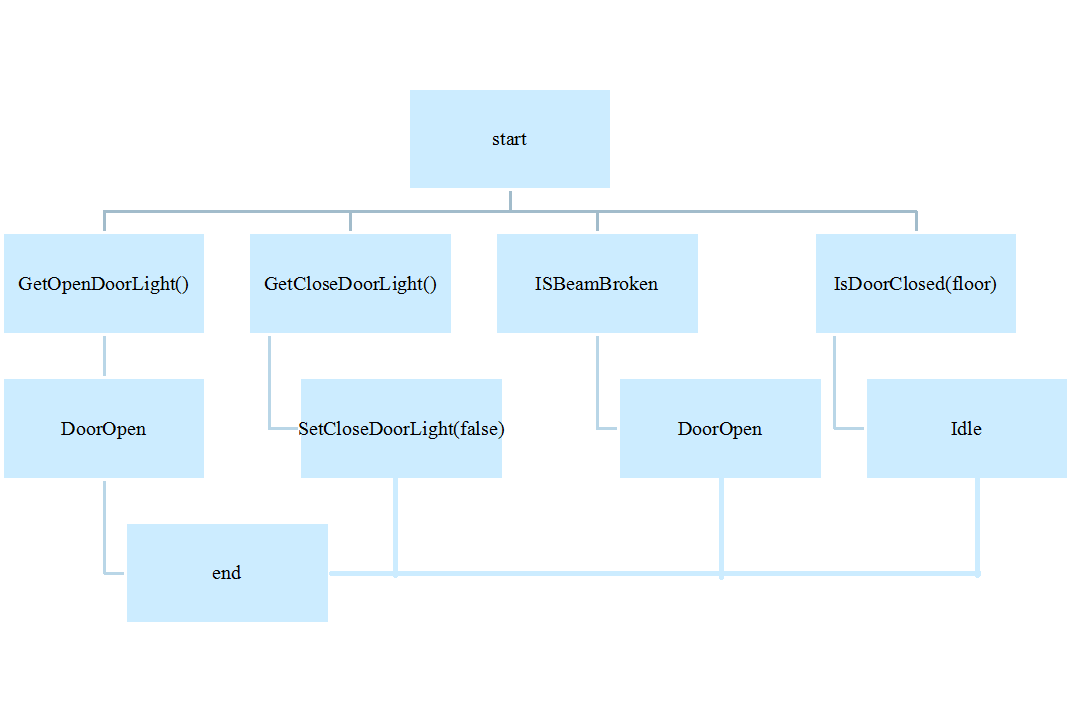 start
GetOpenDoorLight()
GetCloseDoorLight()
ISBeamBroken
IsDoorClosed(floor)
DoorOpen
SetCloseDoorLight(false)
DoorOpen
Idle
end